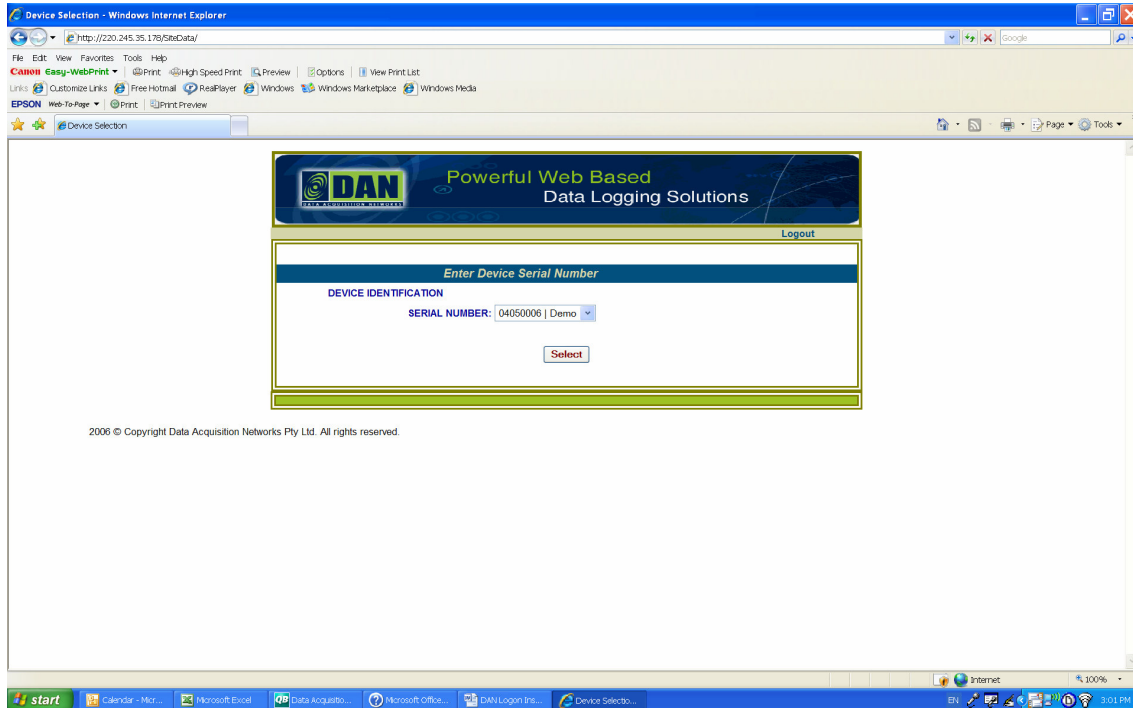 Device Selection - Windows Internet Explorer
http://220.245.35.178/SiteData/
Google
File Edit View Favorites Tools Help
Canon Easy-WebPrint Print High Speed Print Preview Options View Print List
Links Customize Links Free Hotmail RealPlayer Windows Windows Marketplace Windows Media
EPSON Web-To-Page Print Print Preview
Device Selection
Page Tools
DAN
DATA ACQUISITION NETWORKS
Powerful Web Based
Data Logging Solutions
Logout
Enter Device Serial Number
DEVICE IDENTIFICATION
SERIAL NUMBER: 04050006 | Demo
Select
2006 © Copyright Data Acquisition Networks Pty Ltd. All rights reserved.
Internet 100%
start Calendar - Micr... Microsoft Excel QB Data Acquisitio... Microsoft Office... DAN Logon Ins... Device Selectio... EN 3:01 PM